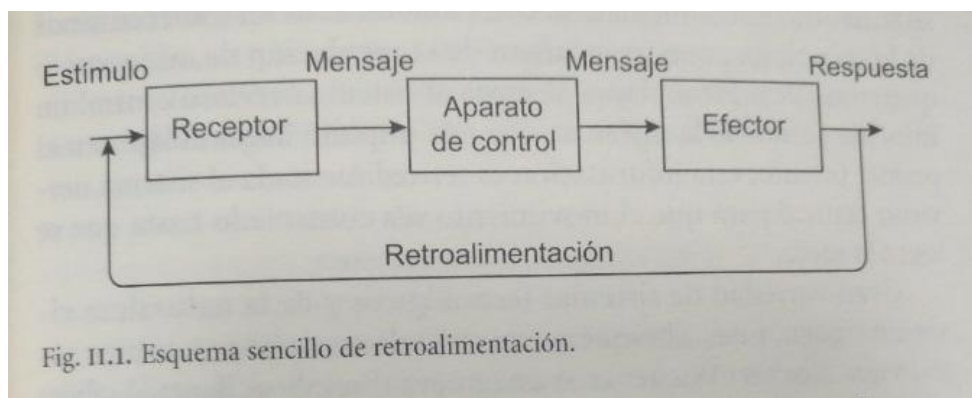 Estímulo
Mensaje
Mensaje
Respuesta
Receptor
Aparato
de control
Efector
Retroalimentación
Fig. II.1. Esquema sencillo de retroalimentación.